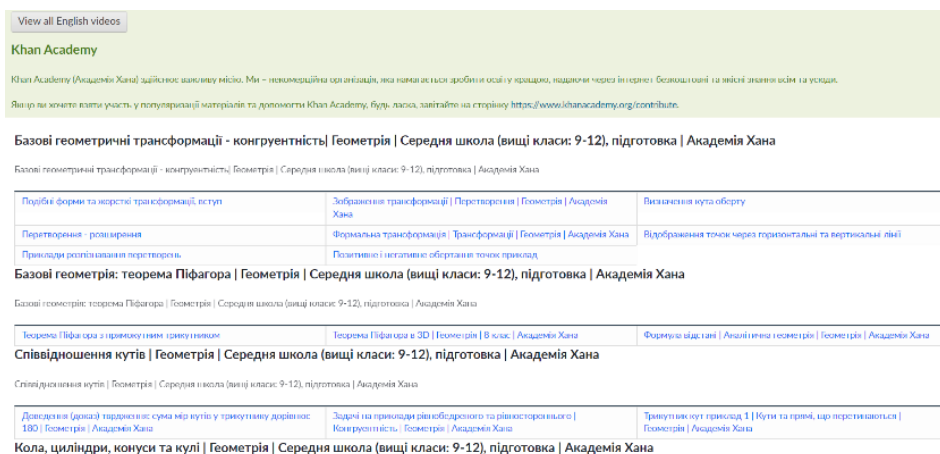 View all English videos
Khan Academy
Khan Academy (Академія Хана) здійснює важливу місію. Ми – некомерційна організація, яка намагається зробити освіту кращою, надаючи через інтернет безкоштовні та якісні знання всім та усюди.
Якщо ви хочете взяти участь у популяризації матеріалів та допомогти Khan Academy, будь ласка, завітайте на сторінку https://www.khanacademy.org/contribute.
Базові геометричні трансформації - конгруентність| Геометрія | Середня школа (вищі класи: 9-12), підготовка | Академія Хана
Базові геометричні трансформації - конгруентність| Геометрія | Середня школа (вищі класи: 9-12), підготовка | Академія Хана
Подібні форми та жорсткі трансформації, вступ
Зображення трансформації | Перетворення | Геометрія | Академія
Хана
Визначення кута оберту
Перетворення - розширення
Формальна трансформація | Трансформації | Геометрія | Академія Хана
Відображення точок через горизонтальні та вертикальні лінії
Приклади розпізнавання перетворень
Позитивне і негативне обертання точок приклад
Базові геометрія: теорема Піфагора | Геометрія | Середня школа (вищі класи: 9-12), підготовка | Академія Хана
Базові геометрія: теорема Піфагора | Геометрія | Середня школа (вищі класи: 9-12), підготовка | Академія Хана
Теорема Піфагора з прямокутним трикутником
Теорема Піфагора в 3D | Геометрія | 8 клас | Академія Хана
Формула відстані | Аналітична геометрія | Геометрія | Академія Хана
Співвідношення кутів | Геометрія | Середня школа (вищі класи: 9-12), підготовка | Академія Хана
Співвідношення кутів | Геометрія | Середня школа (вищі класи: 9-12), підготовка | Академія Хана
Доведення (доказ) твердження: сума мір кутів у трикутнику дорівнює
180 | Геометрія | Академія Хана
Задачі на приклади рівнобедреного та рівностороннього |
Конгруентність | Геометрія | Академія Хана
Трикутник кут приклад 1 | Кути та прямі, що перетинаються |
Геометрія | Академія Хана
Кола, циліндри, конуси та кулі | Геометрія | Середня школа (вищі класи: 9-12), підготовка | Академія Хана